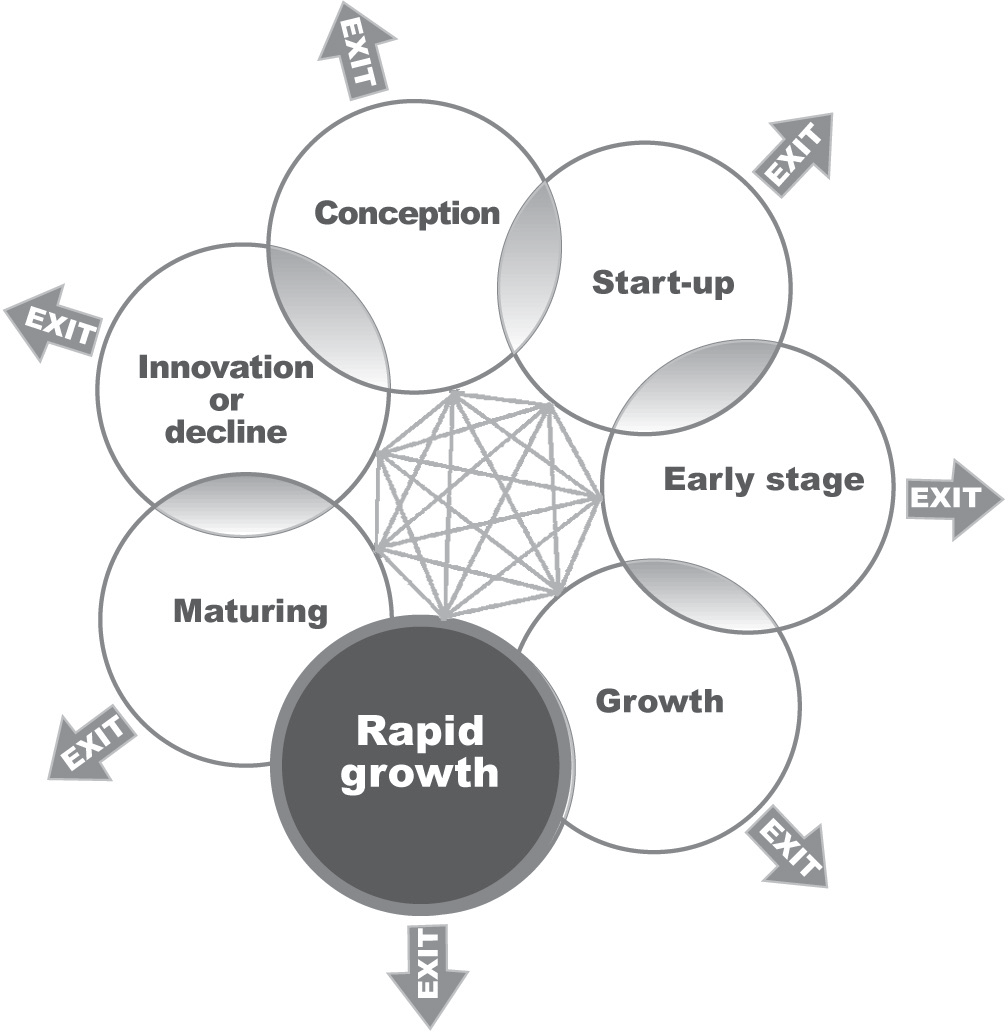 EXIT
Conception
EXIT
Start-up
EXIT
Early stage
EXIT
Growth
EXIT
Rapid
growth
EXIT
Maturing
EXIT
Innovation
or
decline
EXIT